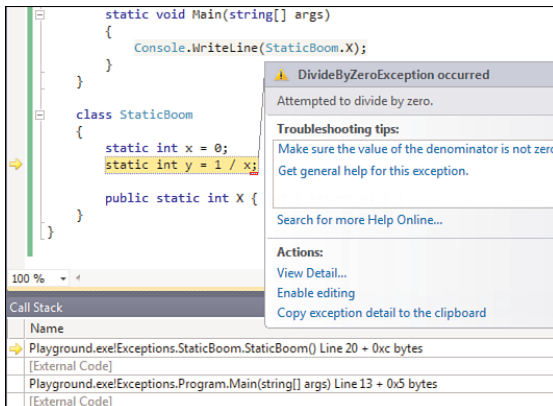 static void Main(string[] args)
{
Console.WriteLine(StaticBoom.X);
}
}
class StaticBoom
{
static int x = 0;
static int y = 1 / x;
public static int X {
}
}
DivideByZeroException occurred
Attempted to divide by zero.
Troubleshooting tips:
Make sure the value of the denominator is not zero
Get general help for this exception.
Search for more Help Online...
Actions:
View Detail...
Enable editing
Copy exception detail to the clipboard
100 %
Call Stack
Name
Playground.exe!Exceptions.StaticBoom.StaticBoom() Line 20 + 0xc bytes
[External Code]
Playground.exe!Exceptions.Program.Main(string[] args) Line 13 + 0x5 bytes
[External Code]